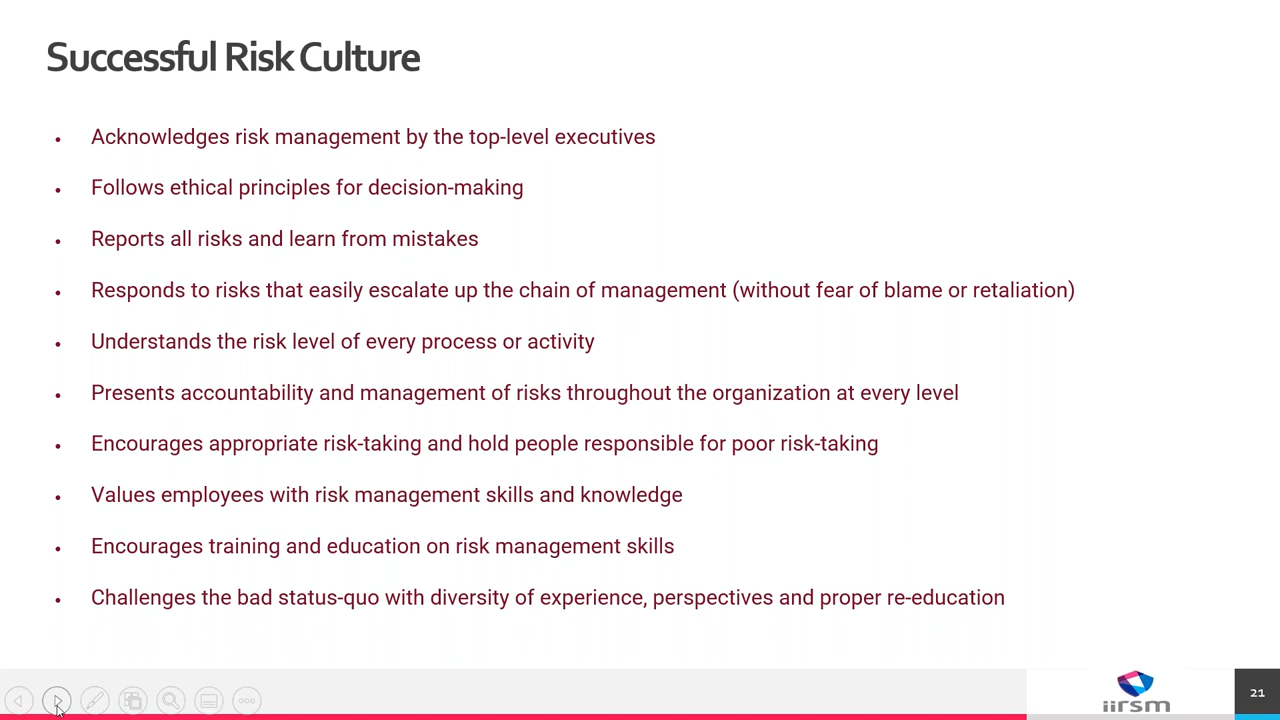 Successful Risk Culture
• Acknowledges risk management by the top-level executives
• Follows ethical principles for decision-making
• Reports all risks and learn from mistakes
• Responds to risks that easily escalate up the chain of management (without fear of blame or retaliation)
• Understands the risk level of every process or activity
• Presents accountability and management of risks throughout the organization at every level
• Encourages appropriate risk-taking and hold people responsible for poor risk-taking
• Values employees with risk management skills and knowledge
• Encourages training and education on risk management skills
• Challenges the bad status-quo with diversity of experience, perspectives and proper re-education
iirsm
21